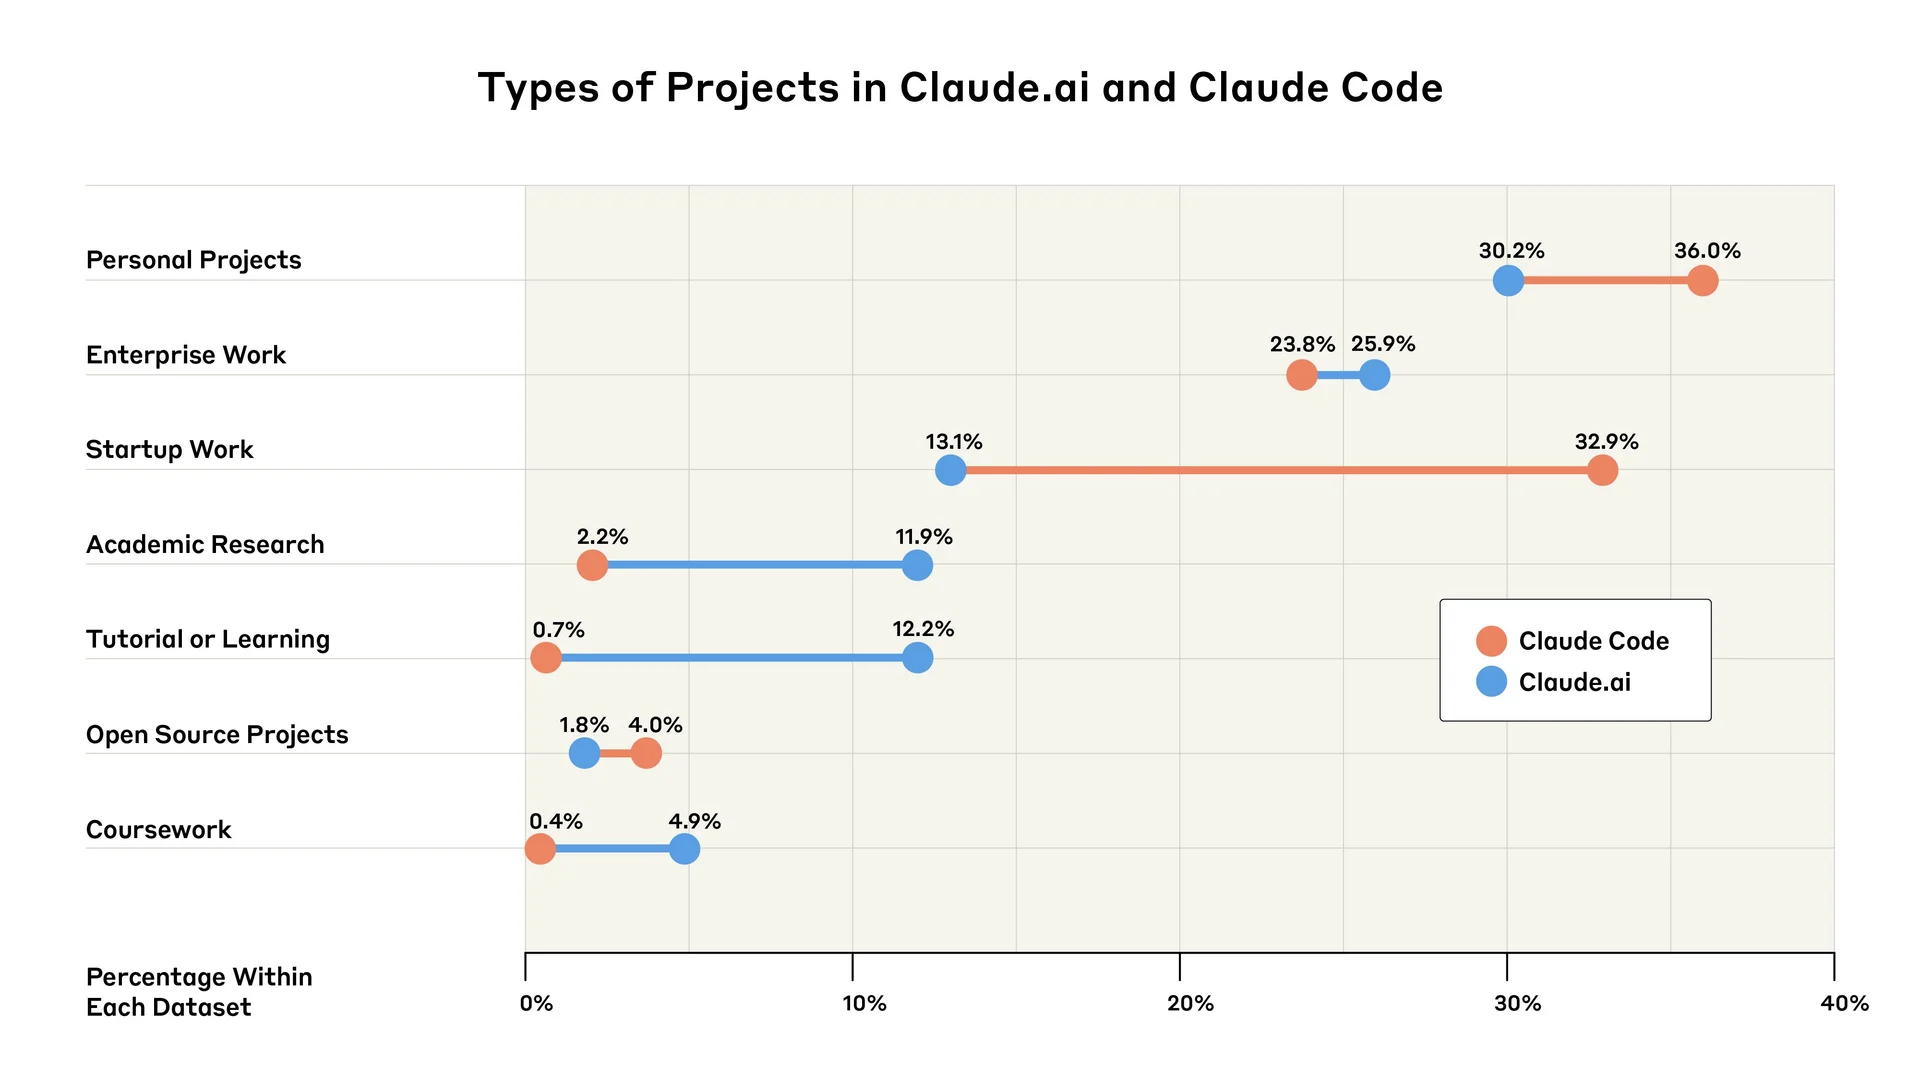 Types of Projects in Claude.ai and Claude Code
Personal Projects
30.2% 36.0%
Enterprise Work
23.8% 25.9%
Startup Work
13.1% 32.9%
Academic Research
2.2% 11.9%
Tutorial or Learning
0.7% 12.2%
Open Source Projects
1.8% 4.0%
Coursework
0.4% 4.9%
Claude Code
Claude.ai
Percentage Within
Each Dataset
0% 10% 20% 30% 40%